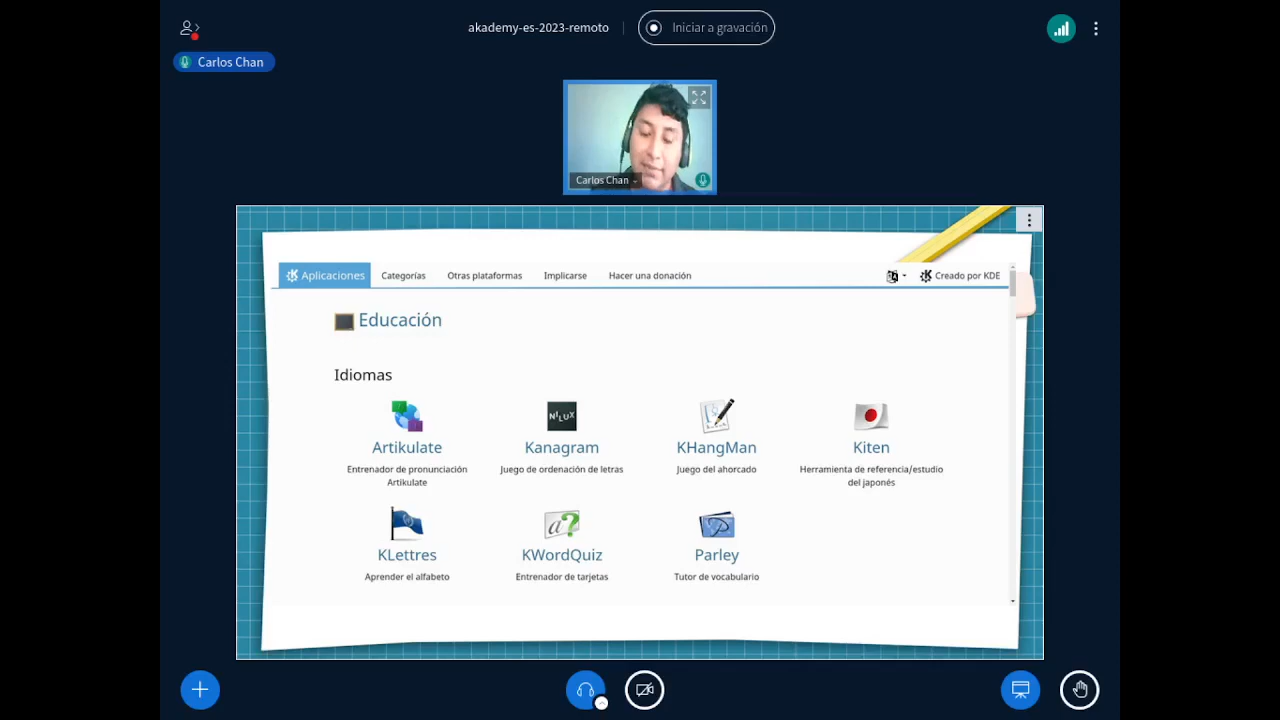 akademy-es-2023-remoto
Iniciar a gravación
Carlos Chan
Carlos Chan
Aplicaciones Categorías Otras plataformas Implicarse Hacer una donación Creado por KDE
Educación
Idiomas
NILUX
Artikulate Kanagram KHangMan Kiten
Entrenador de pronunciación Artikulate
Juego de ordenación de letras
Juego del ahorcado
Herramienta de referencia/estudio del japonés
a?
P
KLettres KWordQuiz Parley
Aprender el alfabeto Entrenador de tarjetas Tutor de vocabulario